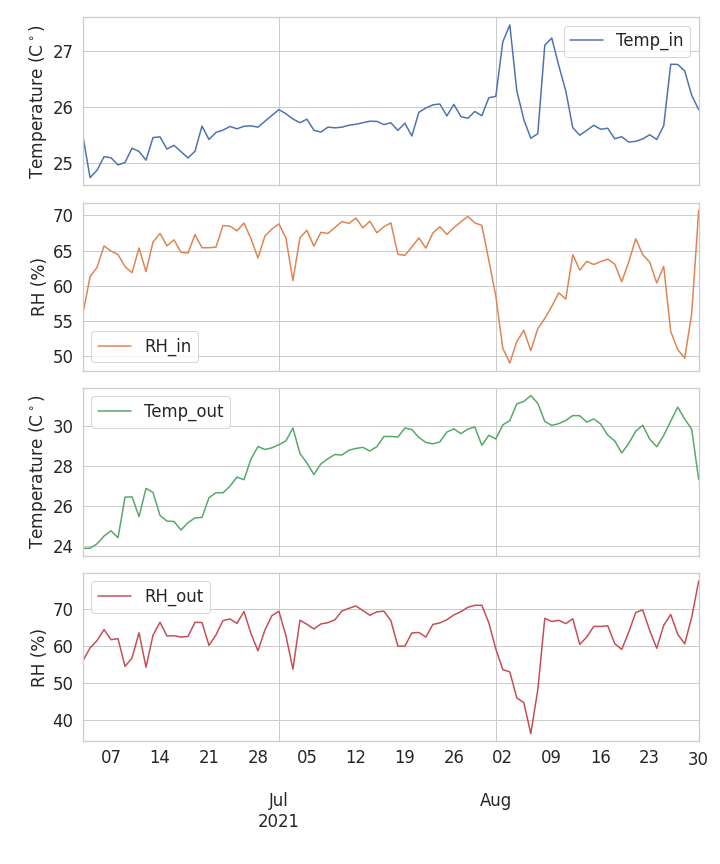 Temperature (C°)
27
26
25
Temp_in
RH (%)
70
65
60
55
50
RH_in
Temperature (C°)
30
28
26
24
Temp_out
RH (%)
70
60
50
40
RH_out
07 14 21 28 05 12 19 26 02 09 16 23 30
Jul Aug
2021